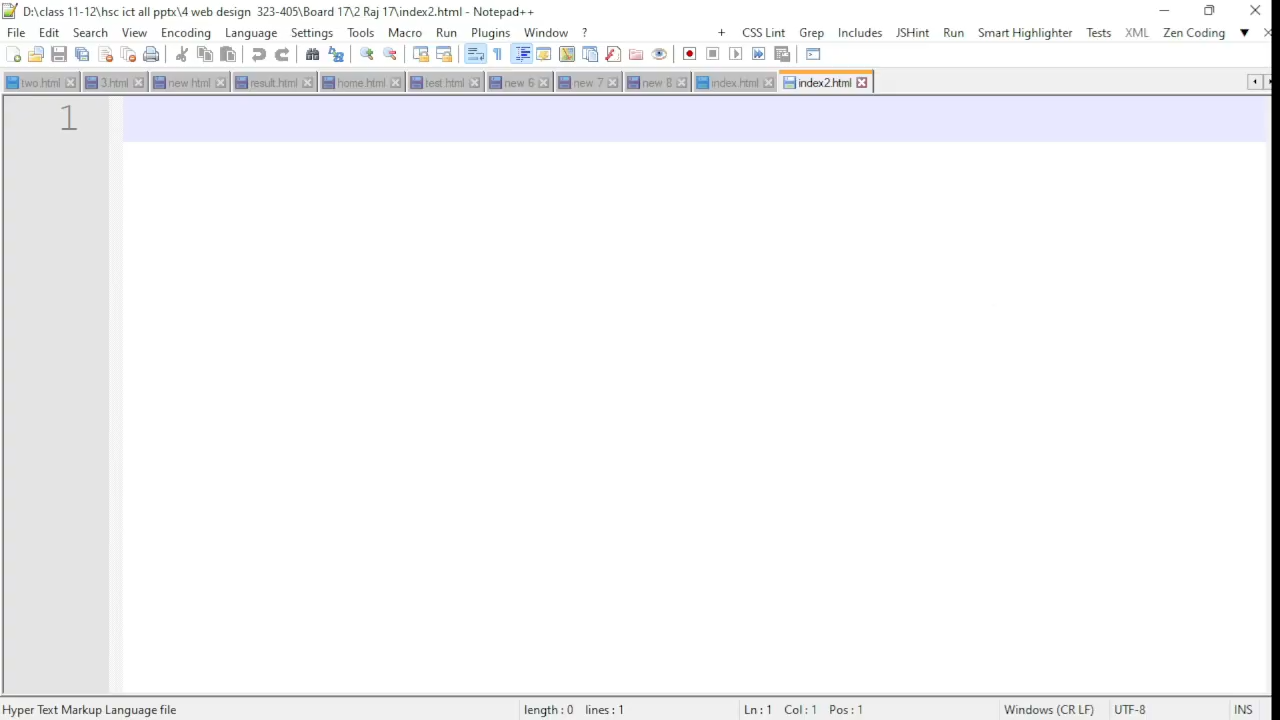 D:\class 11-12\hsc ict all pptx\4 web design 323-405\Board 17\2 Raj 17\index2.html - Notepad++
File Edit Search View Encoding Language Settings Tools Macro Run Plugins Window ? + CSS Lint Grep Includes JSHint Run Smart Highlighter Tests XML Zen Coding
two.html 3.html new html result.html home.html test.html new 6 new 7 new 8 index.html index2.html
1
Hyper Text Markup Language file length : 0 lines : 1 Ln : 1 Col : 1 Pos : 1 Windows (CR LF) UTF-8 INS